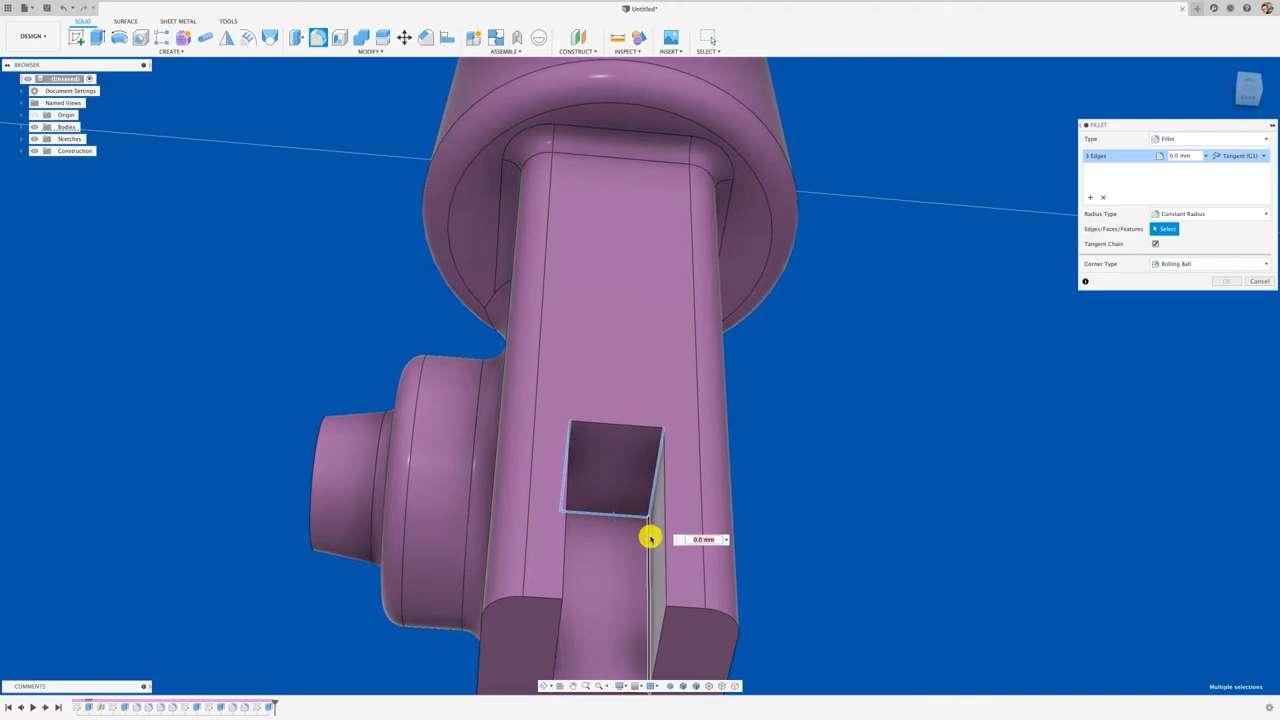 Untitled*
DESIGN
SOLID SURFACE SHEET METAL TOOLS
CREATE MODIFY ASSEMBLE CONSTRUCT INSPECT INSERT SELECT
BROWSER
(Unsaved)
Document Settings
Named Views
Origin
Bodies
Sketches
Construction
FILLET
Type Fillet
3 Edges 0.0 mm Tangent (G1)
Radius Type Constant Radius
Edges/Faces/Features Select
Tangent Chain
Corner Type Rolling Ball
OK Cancel
0.0 mm
COMMENTS
Multiple selections